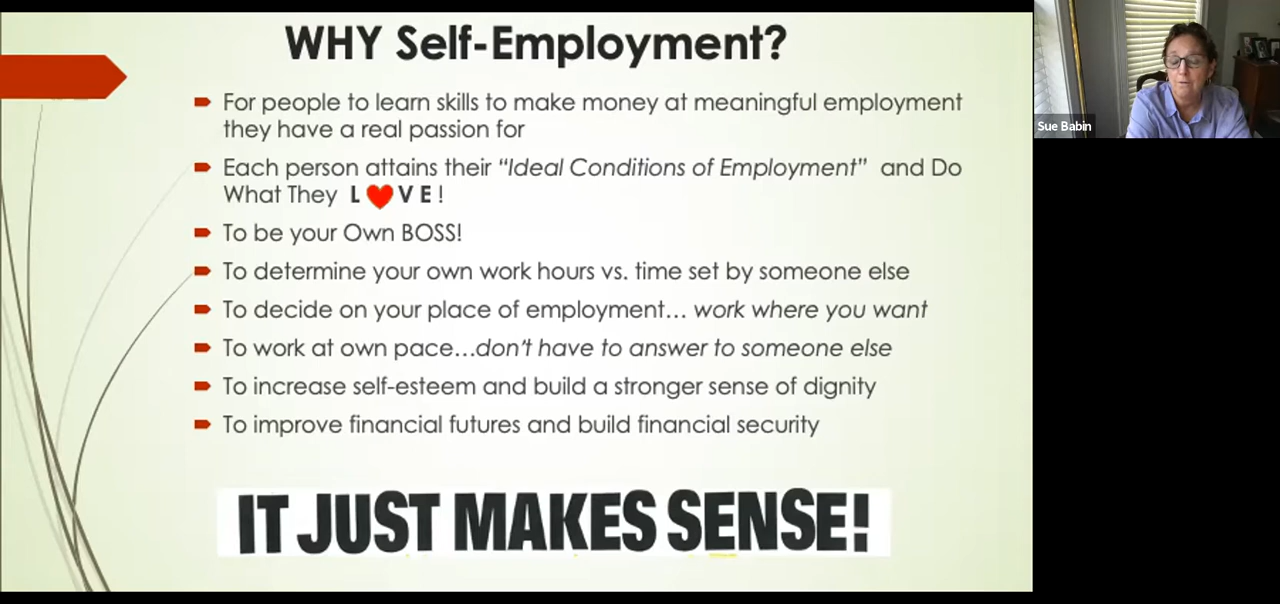 WHY Self-Employment?
For people to learn skills to make money at meaningful employment
they have a real passion for
Each person attains their “Ideal Conditions of Employment” and Do
What They L❤VE!
To be your Own BOSS!
To determine your own work hours vs. time set by someone else
To decide on your place of employment… work where you want
To work at own pace…don’t have to answer to someone else
To increase self-esteem and build a stronger sense of dignity
To improve financial futures and build financial security
IT JUST MAKES SENSE!
Sue Babin